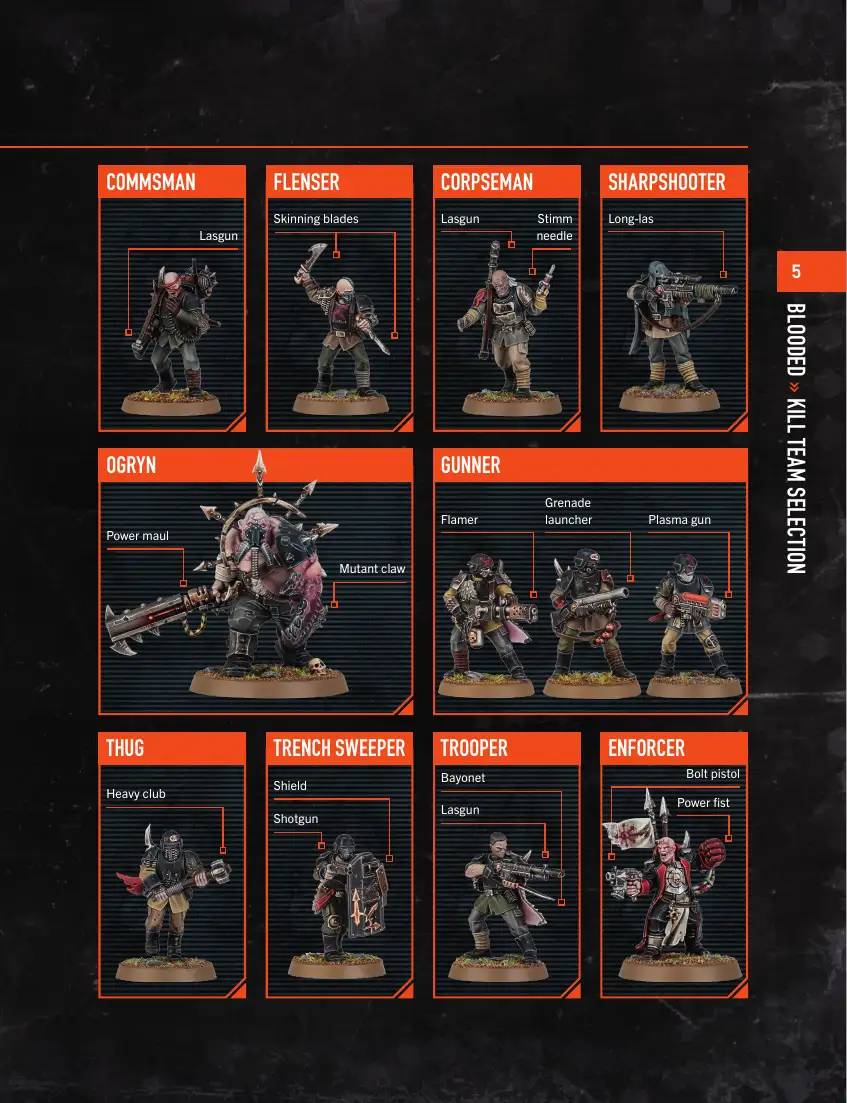 COMMSMAN
Lasgun
FLENSER
Skinning blades
CORPSEMAN
Lasgun
Stimm
needle
SHARPSHOOTER
Long-las
5
BLOODED » KILL TEAM SELECTION
OGRYN
Power maul
Mutant claw
GUNNER
Flamer
Grenade
launcher
Plasma gun
THUG
Heavy club
TRENCH SWEEPER
Shield
Shotgun
TROOPER
Bayonet
Lasgun
ENFORCER
Bolt pistol
Power fist